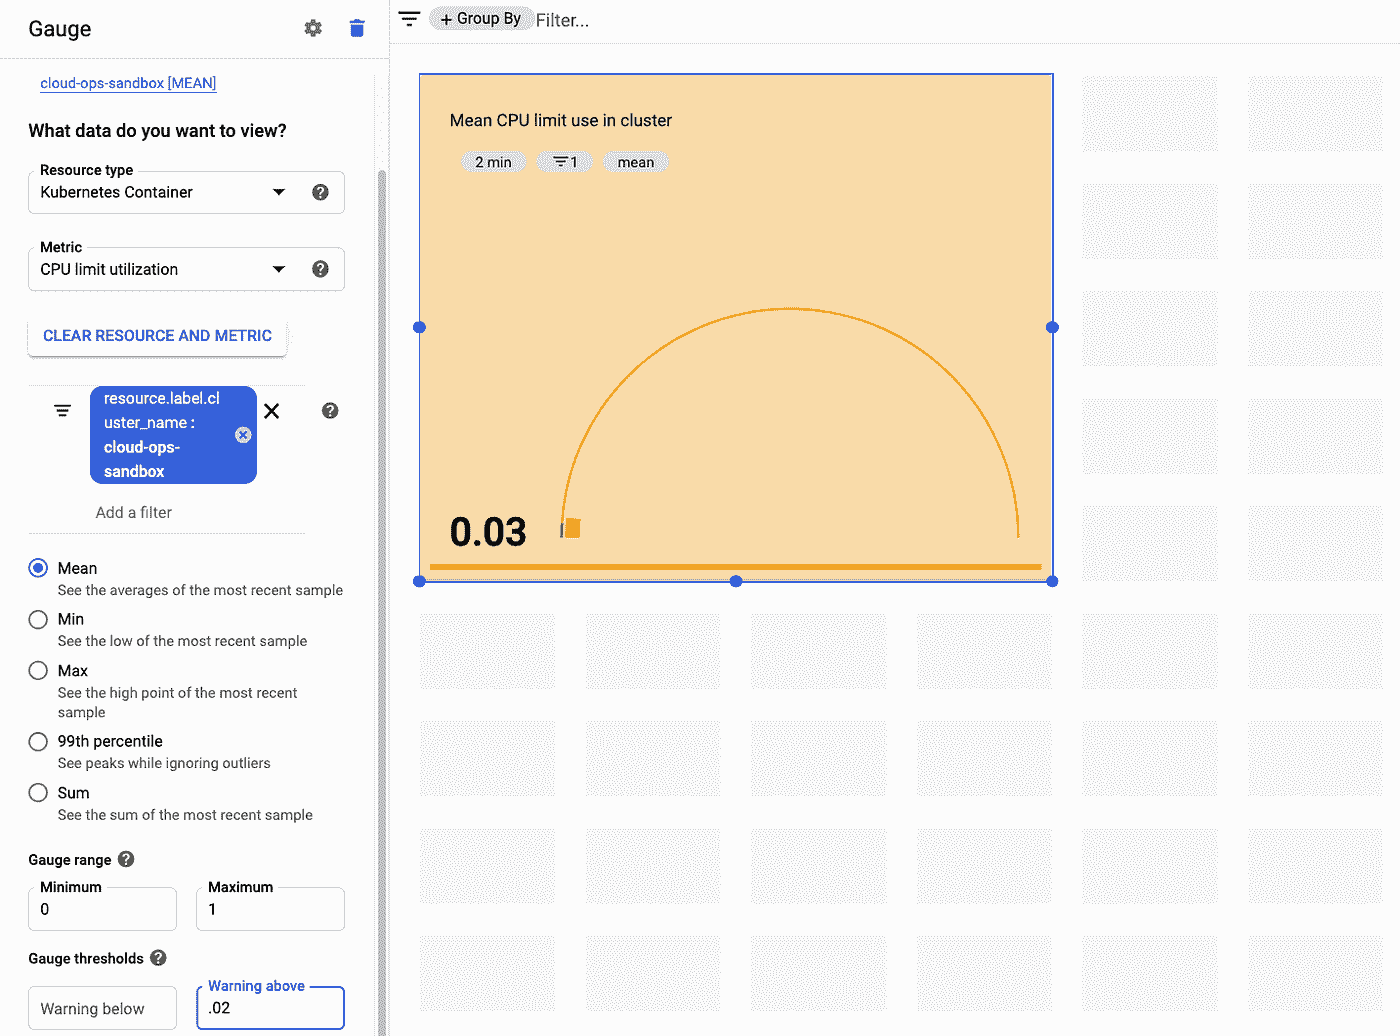 Gauge
cloud-ops-sandbox [MEAN]
What data do you want to view?
Resource type
Kubernetes Container
Metric
CPU limit utilization
CLEAR RESOURCE AND METRIC
resource.label.cl
uster_name :
cloud-ops-
sandbox
Add a filter
Mean
See the averages of the most recent sample
Min
See the low of the most recent sample
Max
See the high point of the most recent
sample
99th percentile
See peaks while ignoring outliers
Sum
See the sum of the most recent sample
Gauge range
Minimum
0
Maximum
1
Gauge thresholds
Warning below
Warning above
.02
+ Group By Filter...
Mean CPU limit use in cluster
2 min 1 mean
0.03